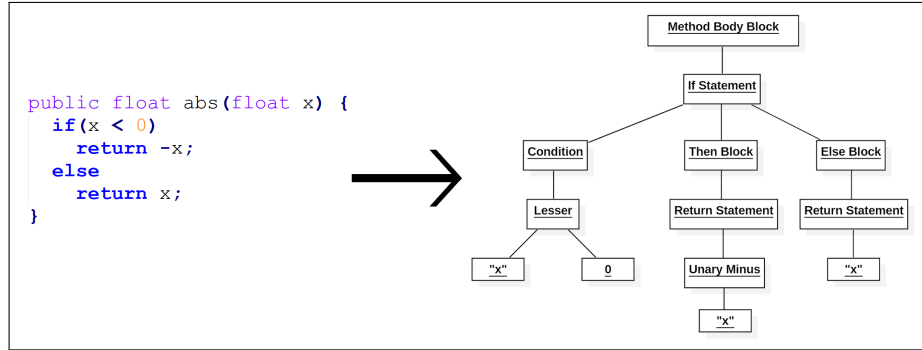 public float abs(float x) {
if(x < 0)
return -x;
else
return x;
}
Method Body Block
If Statement
Condition
Then Block
Else Block
Lesser
Return Statement
Return Statement
"x"
0
Unary Minus
"x"
"x"